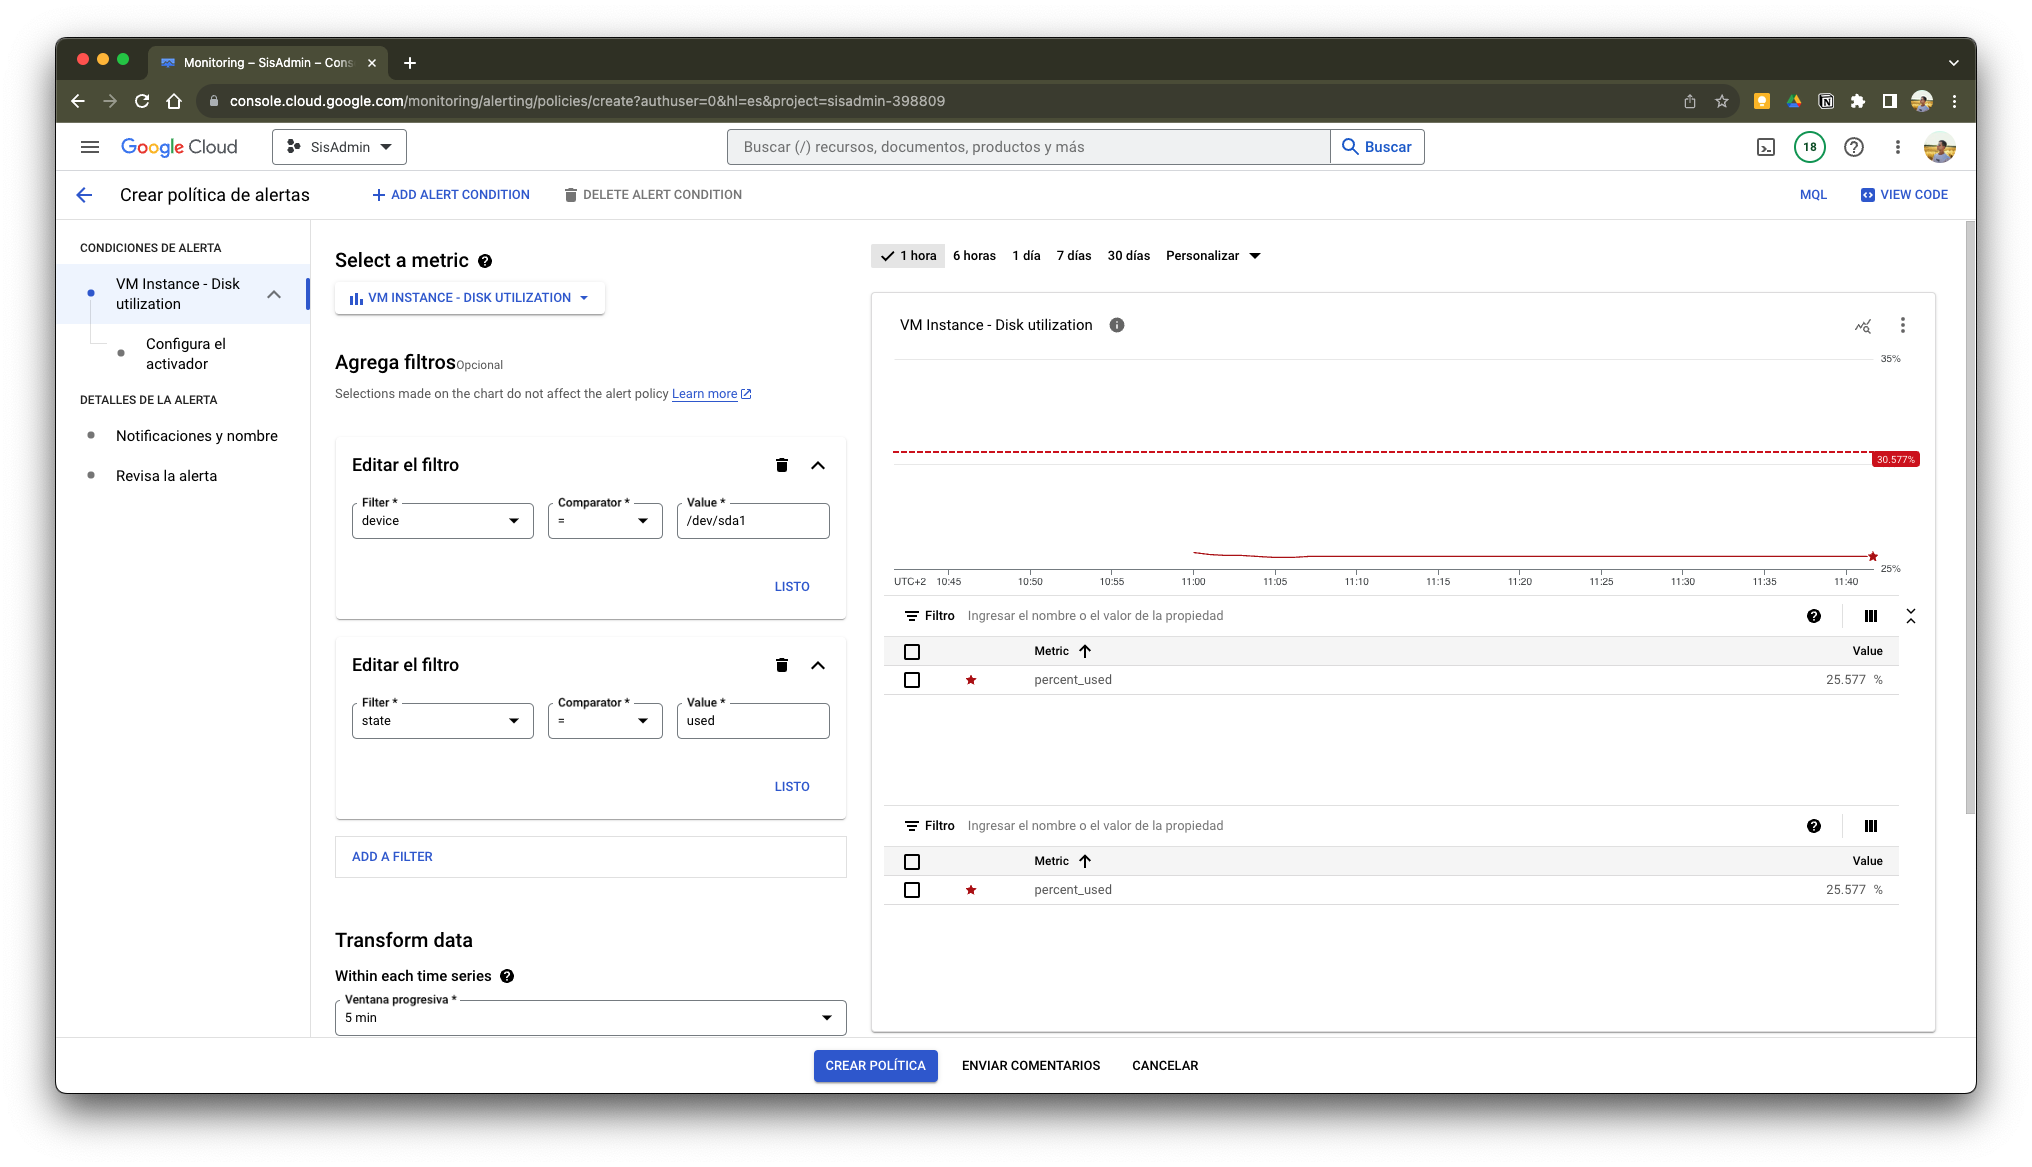 Monitoring – SisAdmin – Cons
console.cloud.google.com/monitoring/alerting/policies/create?authuser=0&hl=es&project=sisadmin-398809
Google Cloud
SisAdmin
Buscar (/) recursos, documentos, productos y más
Buscar
18
Crear política de alertas
ADD ALERT CONDITION
DELETE ALERT CONDITION
MQL
VIEW CODE
CONDICIONES DE ALERTA
VM Instance - Disk
utilization
Configura el
activador
DETALLES DE LA ALERTA
Notificaciones y nombre
Revisa la alerta
Select a metric
VM INSTANCE - DISK UTILIZATION
Agrega filtros Opcional
Selections made on the chart do not affect the alert policy Learn more
Editar el filtro
Filter * Comparator * Value *
device = /dev/sda1
LISTO
Editar el filtro
Filter * Comparator * Value *
state = used
LISTO
ADD A FILTER
Transform data
Within each time series
Ventana progresiva *
5 min
1 hora 6 horas 1 día 7 días 30 días Personalizar
VM Instance - Disk utilization
35%
30.577%
25%
UTC+2 10:45 10:50 10:55 11:00 11:05 11:10 11:15 11:20 11:25 11:30 11:35 11:40
Filtro Ingresar el nombre o el valor de la propiedad
Metric Value
percent_used 25.577 %
Filtro Ingresar el nombre o el valor de la propiedad
Metric Value
percent_used 25.577 %
CREAR POLÍTICA ENVIAR COMENTARIOS CANCELAR